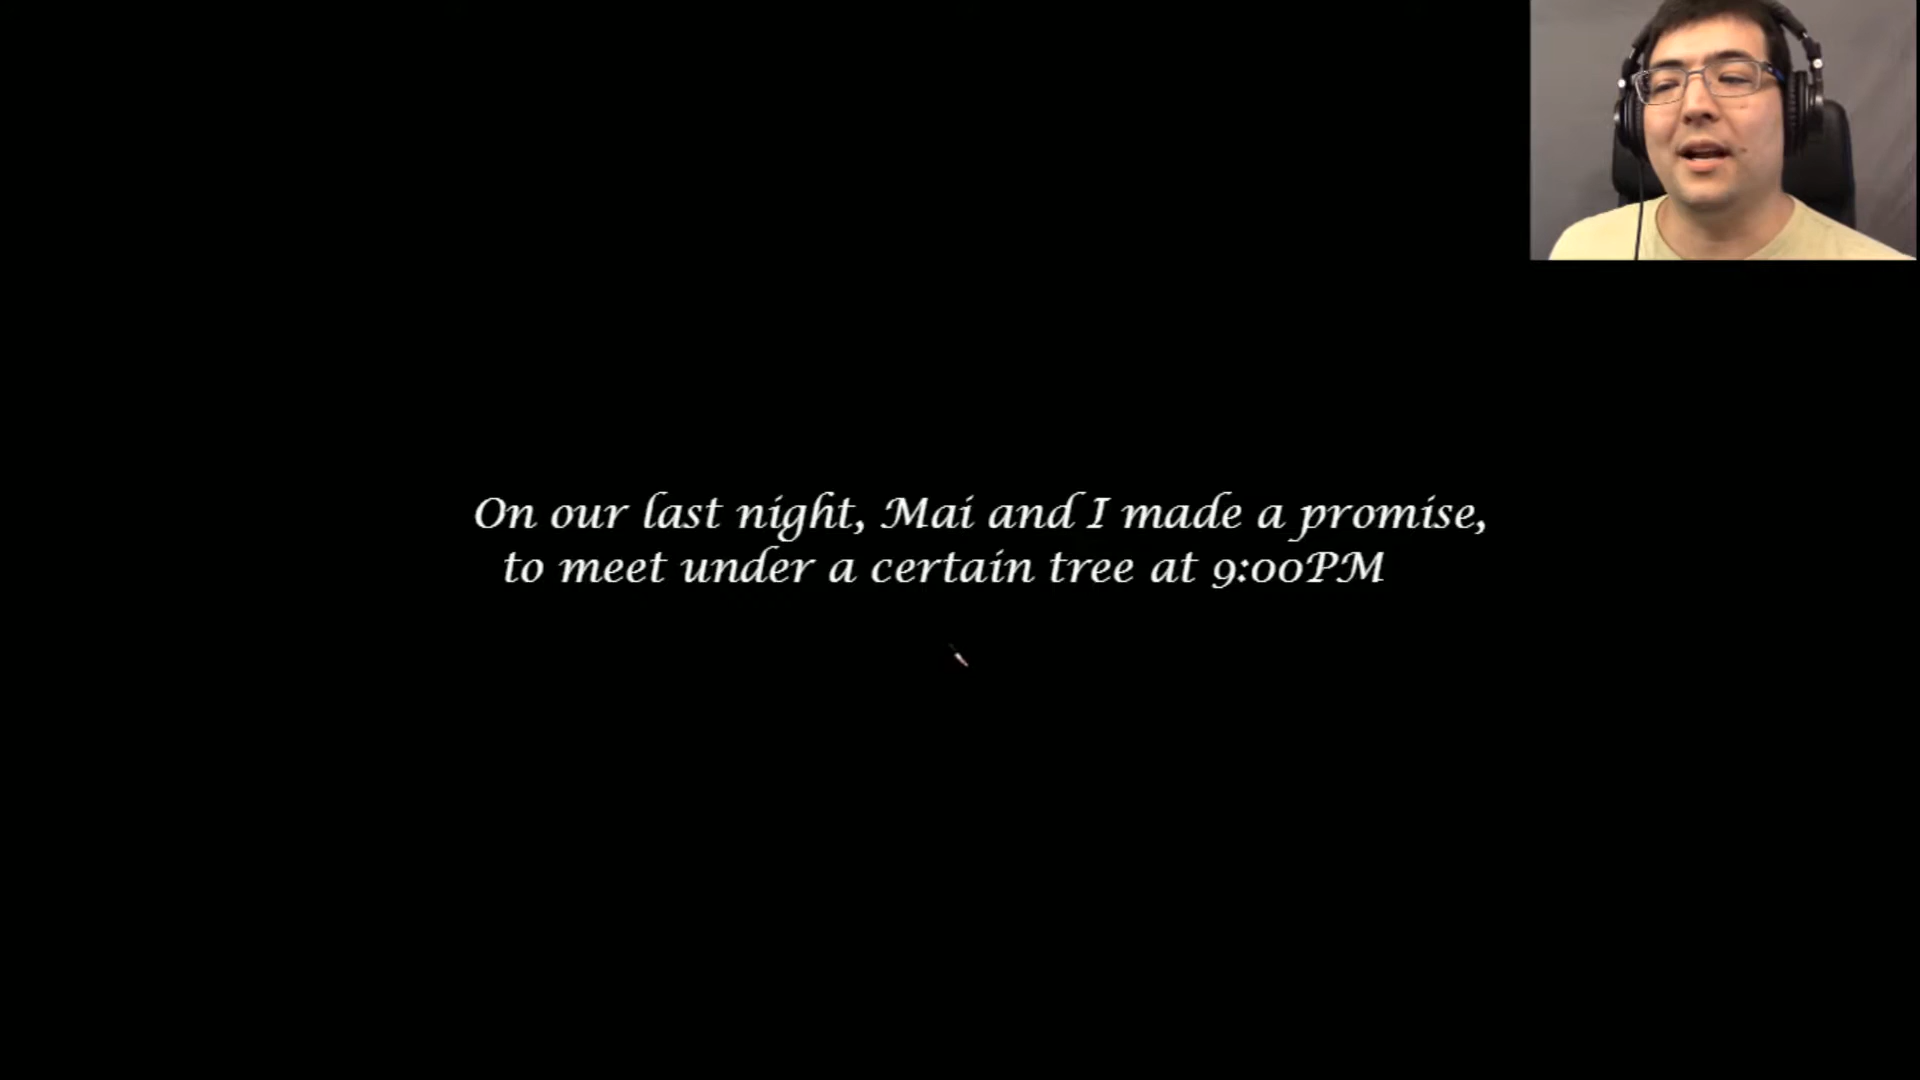 On our last night, Mai and I made a promise,
to meet under a certain tree at 9:00PM